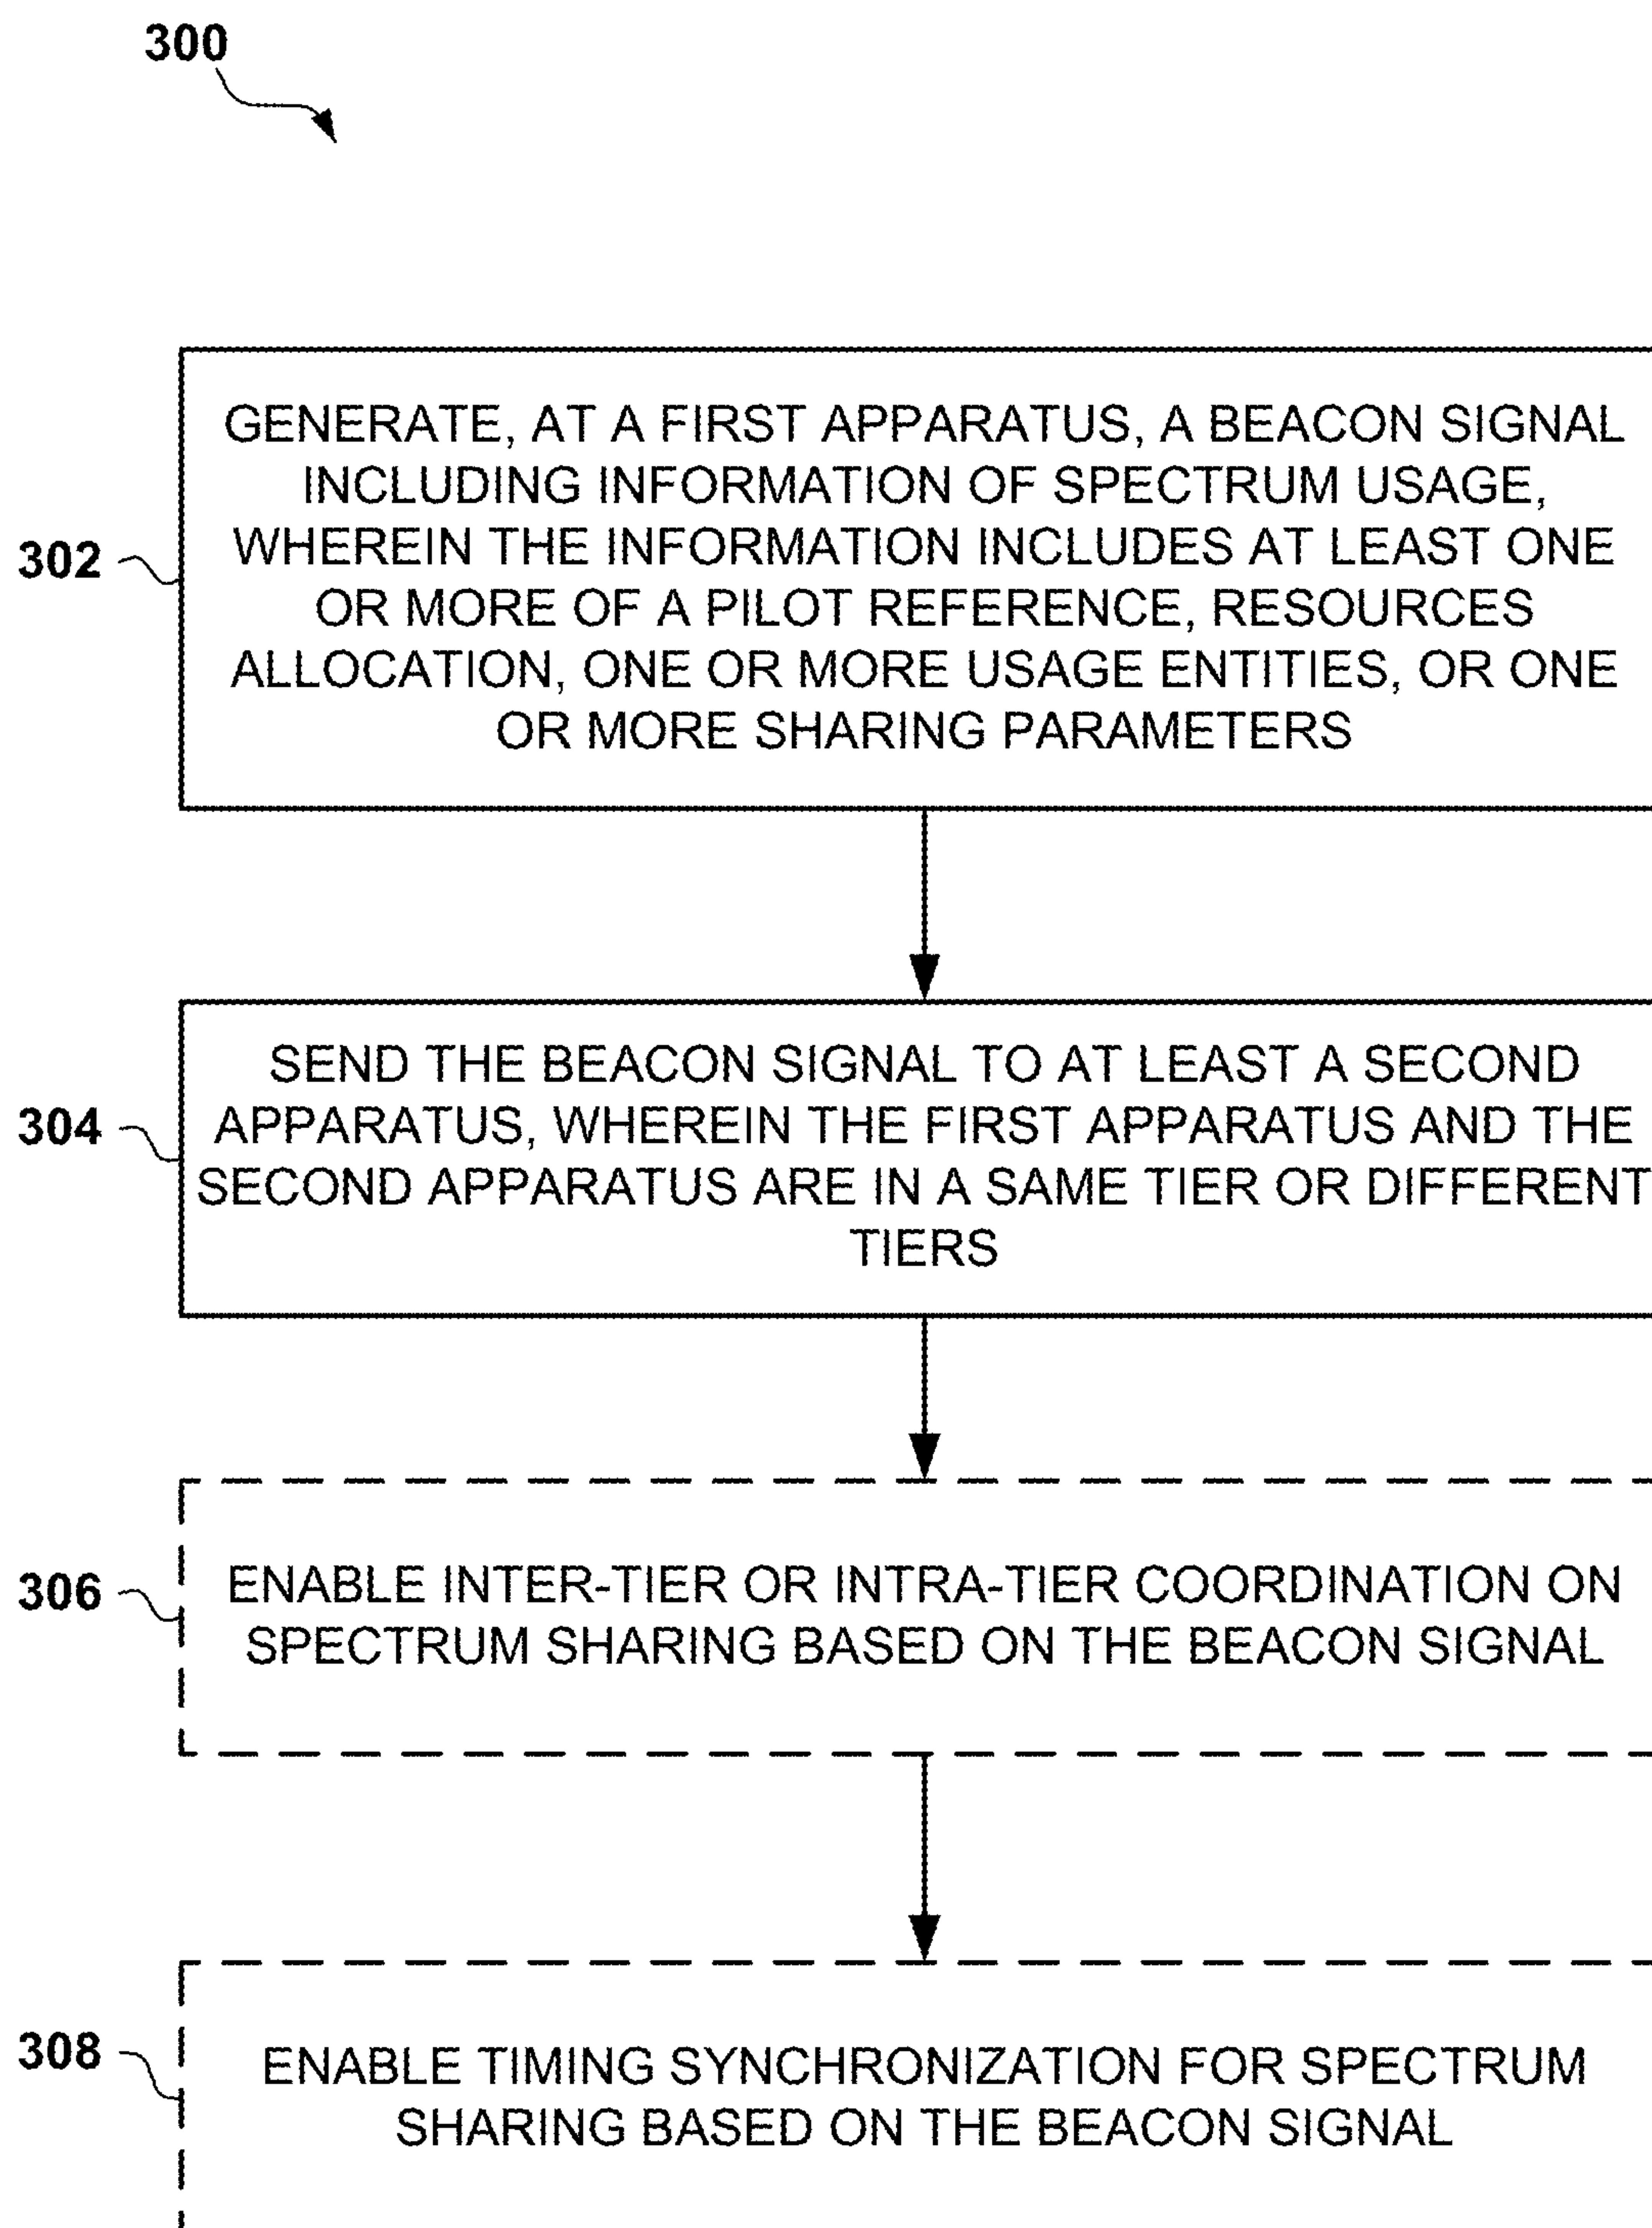 300
GENERATE, AT A FIRST APPARATUS, A BEACON SIGNAL
INCLUDING INFORMATION OF SPECTRUM USAGE,
302
WHEREIN THE INFORMATION INCLUDES AT LEAST ONE
OR MORE OF A PILOT REFERENCE, RESOURCES
ALLOCATION, ONE OR MORE USAGE ENTITIES, OR ONE
OR MORE SHARING PARAMETERS
304
SEND THE BEACON SIGNAL TO AT LEAST A SECOND
APPARATUS, WHEREIN THE FIRST APPARATUS AND THE
SECOND APPARATUS ARE IN A SAME TIER OR DIFFERENT
TIERS
306
ENABLE INTER-TIER OR INTRA-TIER COORDINATION ON
SPECTRUM SHARING BASED ON THE BEACON SIGNAL
308
ENABLE TIMING SYNCHRONIZATION FOR SPECTRUM
SHARING BASED ON THE BEACON SIGNAL